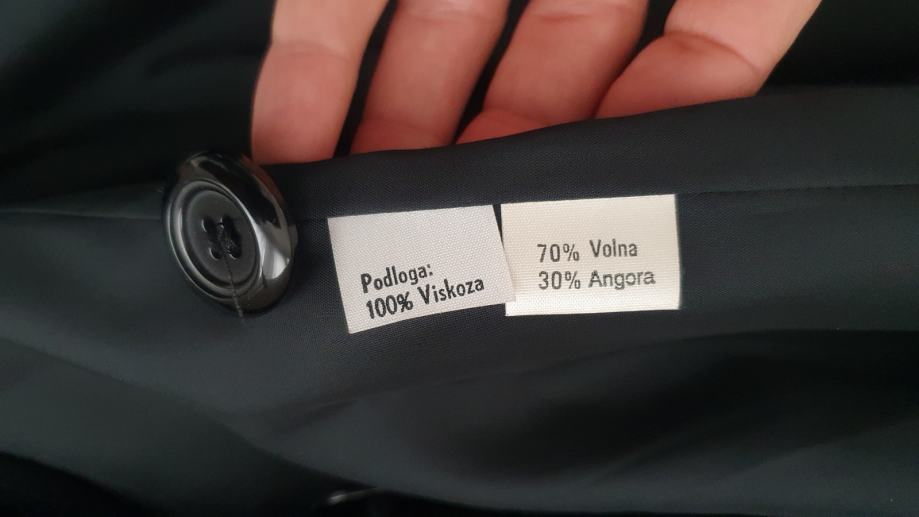 Podloga:
100% Viskoza
70% Volna
30% Angora